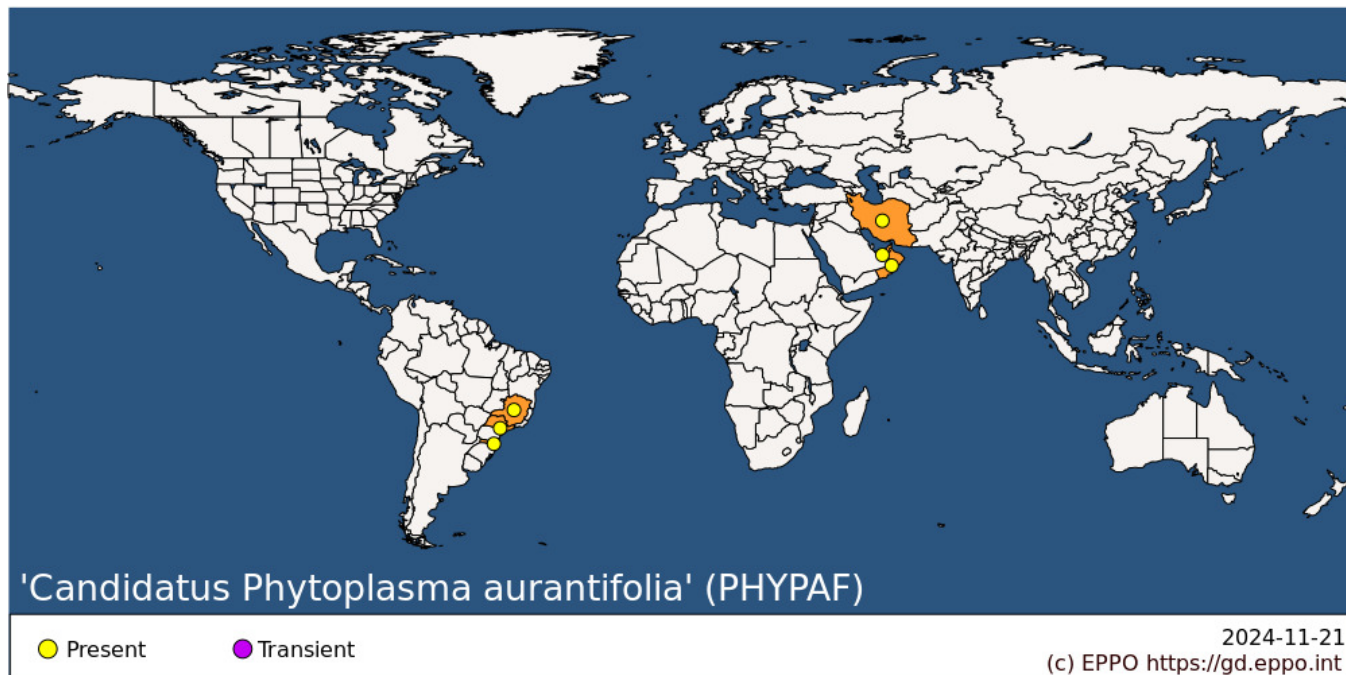 'Candidatus Phytoplasma aurantifolia' (PHYPAF)
Present
Transient
2024-11-21
(c) EPPO https://gd.eppo.int